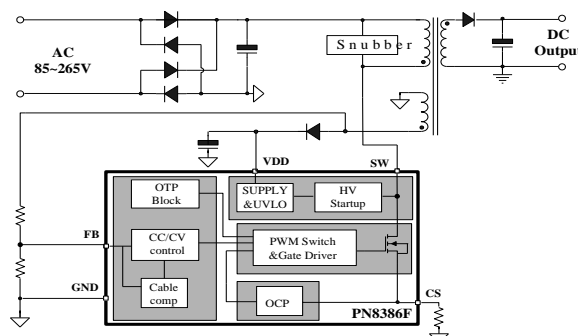 AC
85~265V
Snubber
DC
Output
VDD
SW
OTP
Block
SUPPLY
&UVLO
HV
Startup
FB
CC/CV
control
PWM Switch
&Gate Driver
GND
Cable
comp
OCP
CS
PN8386F